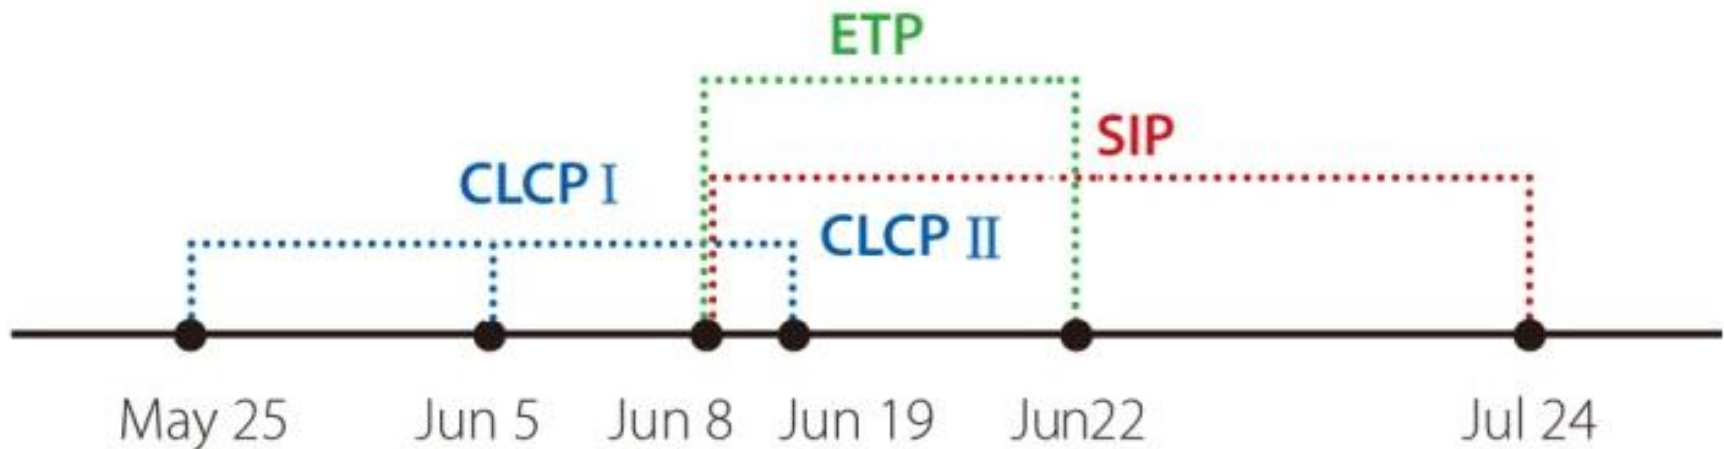 ETP
SIP
CLCP Ⅰ
CLCP Ⅱ
May 25
Jun 5
Jun 8
Jun 19
Jun22
Jul 24